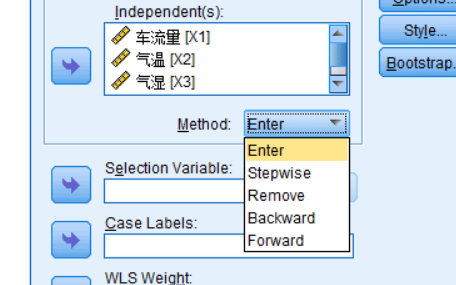 Independent(s):
Options...
车流量 [X1]
Style...
气温 [X2]
Bootstrap...
气湿 [X3]
Method: Enter
Enter
Selection Variable:
Stepwise
Remove
Backward
Case Labels:
Forward
WLS Weight: